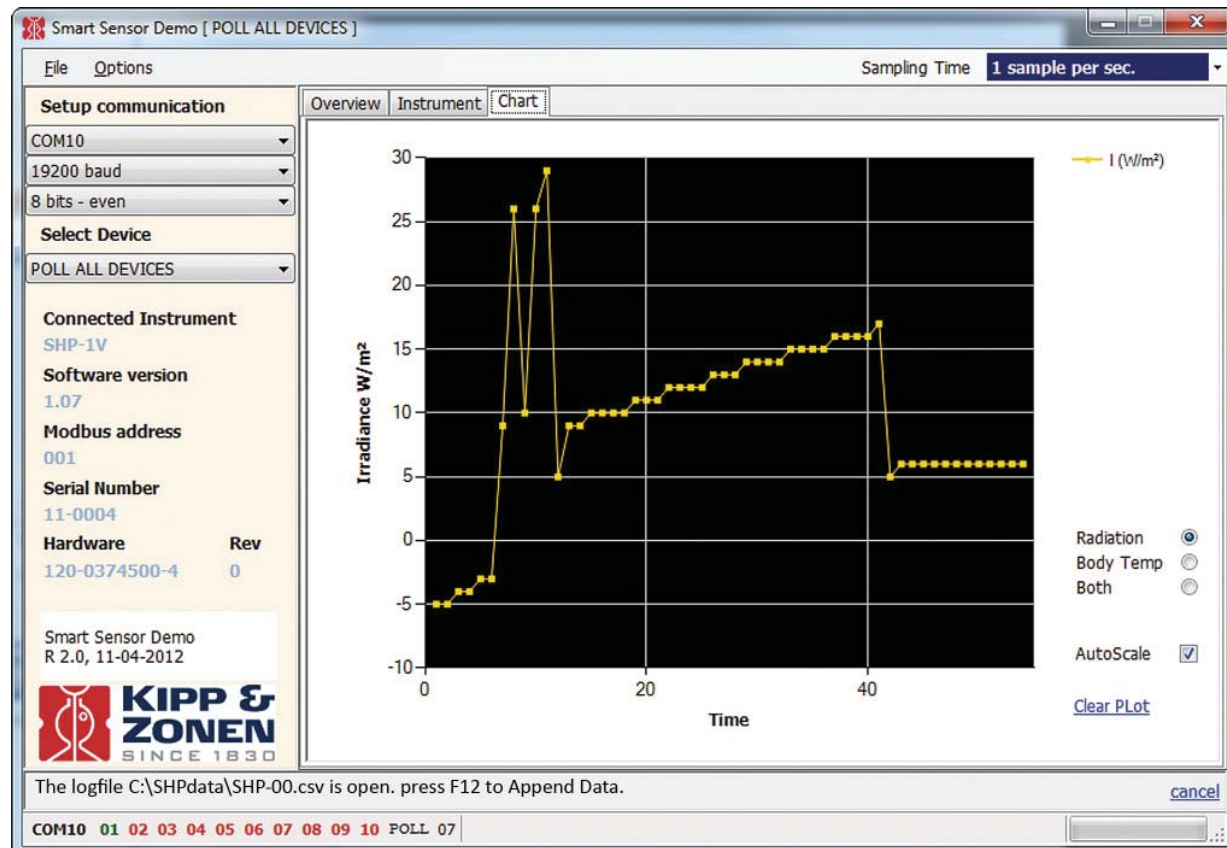 Smart Sensor Demo [ POLL ALL DEVICES ]
File Options
Sampling Time 1 sample per sec.
Setup communication
COM10
19200 baud
8 bits - even
Select Device
POLL ALL DEVICES
Connected Instrument
SHP-1V
Software version
1.07
Modbus address
001
Serial Number
11-0004
Hardware Rev
120-0374500-4 0
Smart Sensor Demo
R 2.0, 11-04-2012
KIPP &
ZONEN
SINCE 1830
Overview Instrument Chart
30
25
20
15
10
5
0
-5
-10
Irradiance W/m²
0 20 40
Time
I (W/m²)
Radiation
Body Temp
Both
AutoScale
Clear PLot
The logfile C:\SHPdata\SHP-00.csv is open. press F12 to Append Data.
cancel
COM10 01 02 03 04 05 06 07 08 09 10 POLL 07